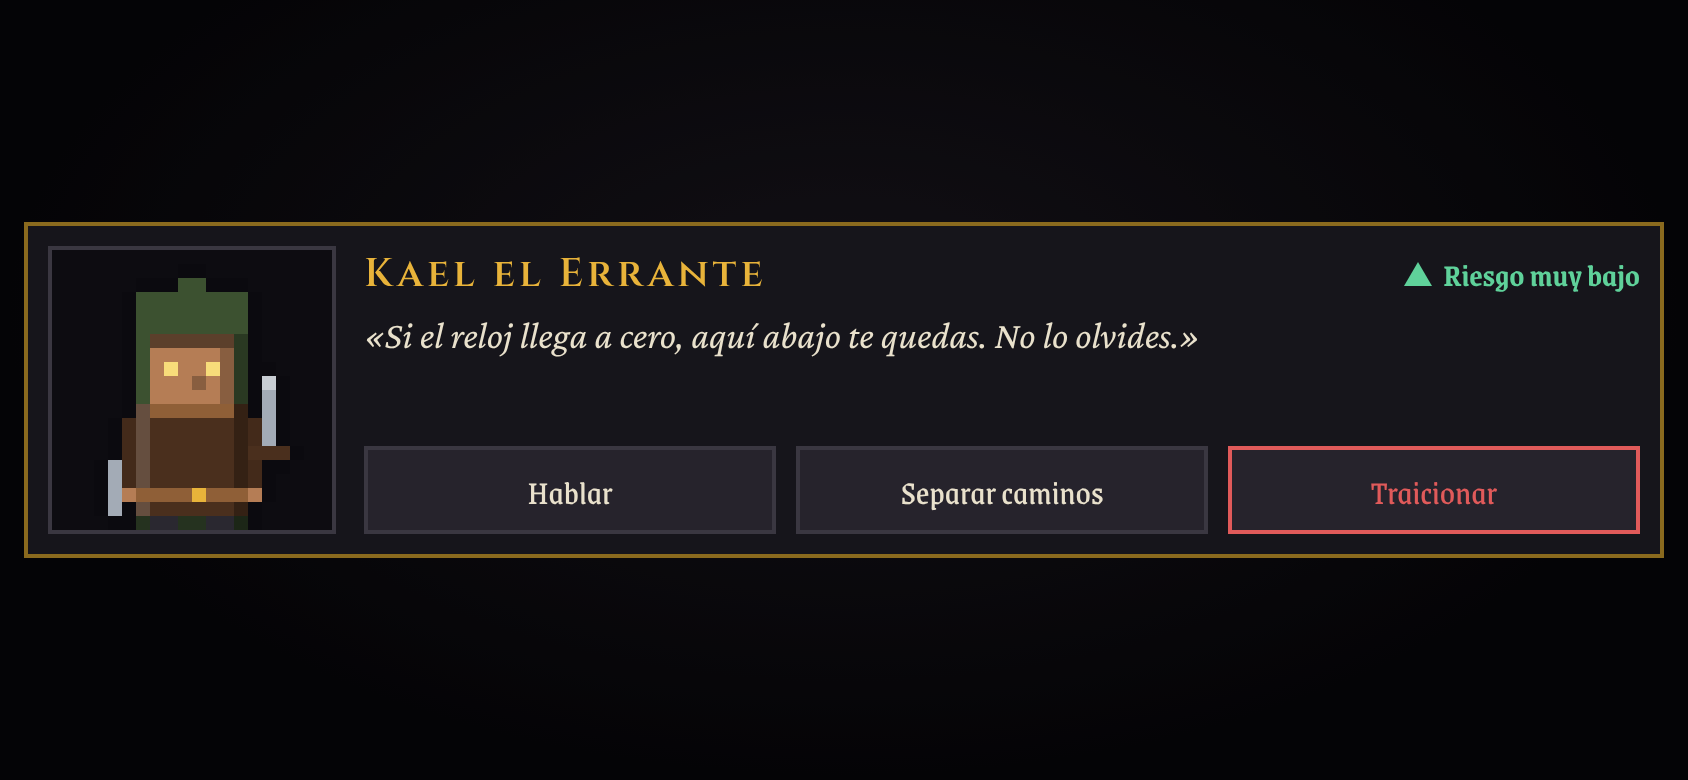 Kael el Errante
Riesgo muy bajo
«Si el reloj llega a cero, aquí abajo te quedas. No lo olvides.»
Hablar
Separar caminos
Traicionar